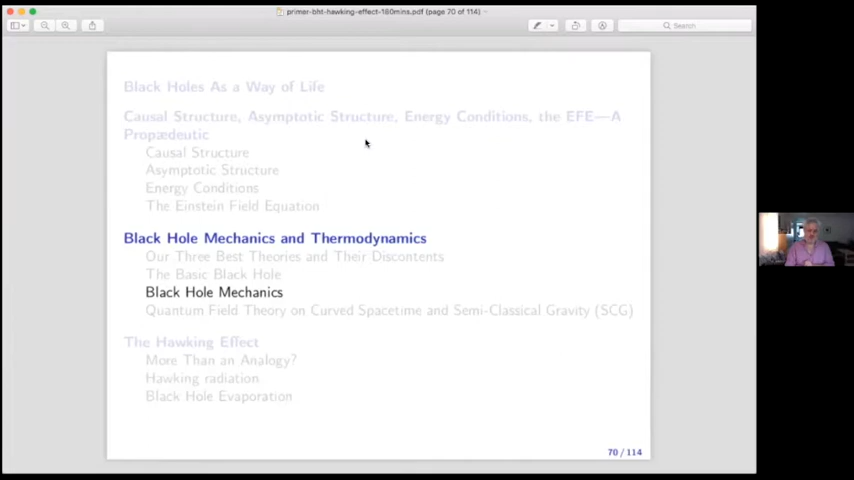 primer-bht-hawking-effect-160mins.pdf (page 70 of 114)
Search
Black Holes As a Way of Life
Causal Structure, Asymptotic Structure, Energy Conditions, the EFE—A
Propædeutic
Causal Structure
Asymptotic Structure
Energy Conditions
The Einstein Field Equation
Black Hole Mechanics and Thermodynamics
Our Three Best Theories and Their Discontents
The Basic Black Hole
Black Hole Mechanics
Quantum Field Theory on Curved Spacetime and Semi-Classical Gravity (SCG)
The Hawking Effect
More Than an Analogy?
Hawking radiation
Black Hole Evaporation
70 / 114